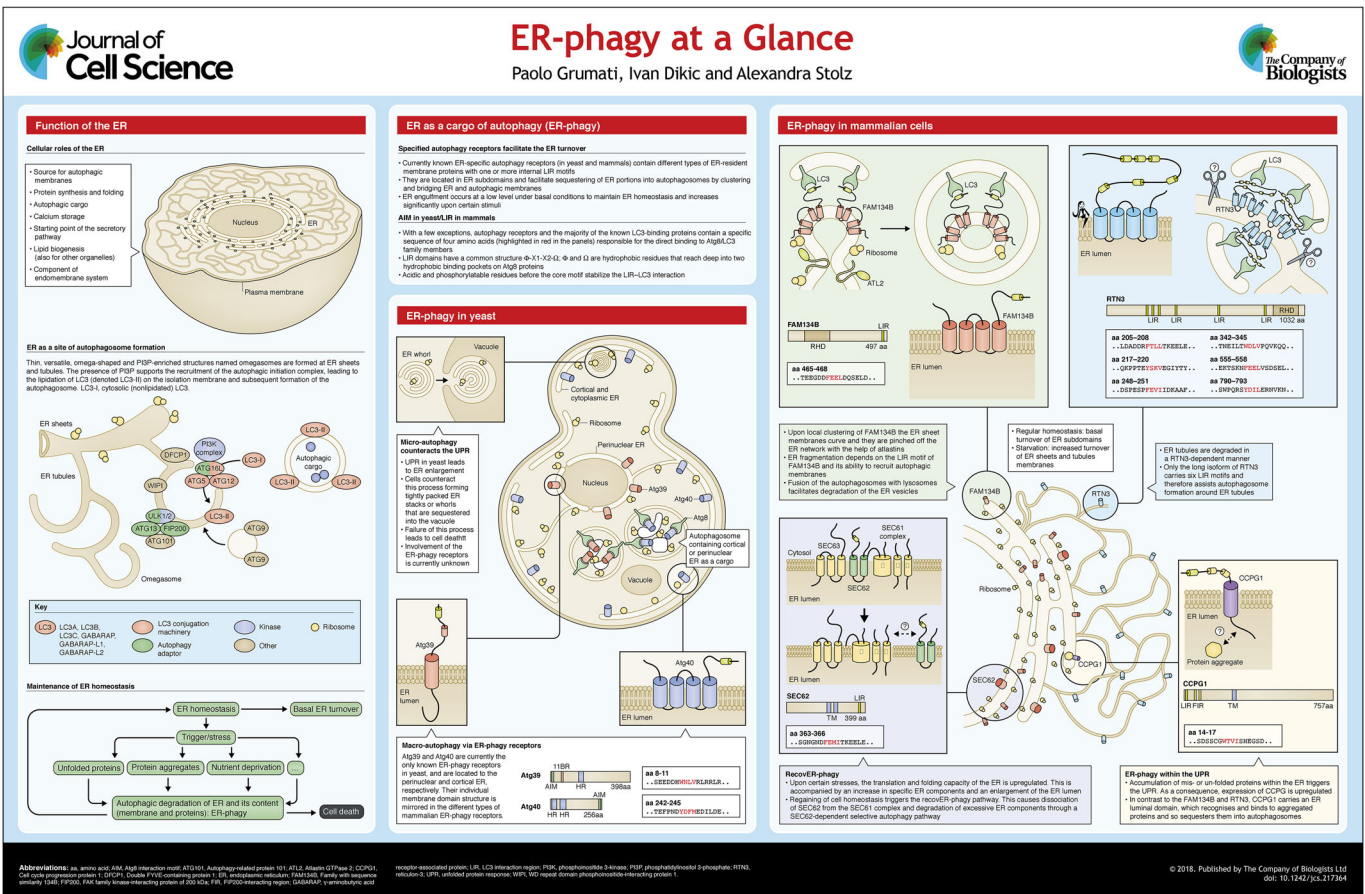 Journal of
Cell Science
ER-phagy at a Glance
Paolo Grumati, Ivan Dikic and Alexandra Stolz
The Company of
Biologists
Function of the ER
Cellular roles of the ER
• Source for autophagic
membranes
• Protein synthesis and folding
• Autophagic cargo
• Calcium storage
• Starting point of the secretory
pathway
• Lipid biogenesis
(also for other organelles)
• Component of
endomembrane system
Nucleus
ER
Plasma membrane
ER as a site of autophagosome formation
Thin, versatile, omega-shaped and PI3P-enriched structures named omegasomes are formed at ER sheets
and tubules. The presence of PI3P supports the recruitment of the autophagic initiation complex, leading to
the lipidation of LC3 (denoted LC3-II) on the isolation membrane and subsequent formation of the
autophagosome. LC3-I, cytosolic (nonlipidated) LC3.
ER sheets
ER tubules
DFCP1
PI3K
complex
ATG16L
LC3-I
ATG5
ATG12
WIPI
ULK1/2
LC3-II
ATG13
FIP200
ATG101
ATG9
ATG9
Omegasome
LC3-II
Autophagic
cargo
LC3-II
LC3-II
Key
LC3
LC3A, LC3B,
LC3C, GABARAP,
GABARAP-L1,
GABARAP-L2
LC3 conjugation
machinery
Autophagy
adaptor
Kinase
Other
Ribosome
Maintenance of ER homeostasis
ER homeostasis
Basal ER turnover
Trigger/stress
Unfolded proteins
Protein aggregates
Nutrient deprivation
...
Autophagic degradation of ER and its content
(membrane and proteins): ER-phagy
Cell death
ER as a cargo of autophagy (ER-phagy)
Specified autophagy receptors facilitate the ER turnover
• Currently known ER-specific autophagy receptors (in yeast and mammals) contain different types of ER-resident
membrane proteins with one or more internal LIR motifs
• They are located in ER subdomains and facilitate sequestering of ER portions into autophagosomes by clustering
and bridging ER and autophagic membranes
• ER engulfment occurs at a low level under basal conditions to maintain ER homeostasis and increases
significantly upon certain stimuli
AIM in yeast/LIR in mammals
• With a few exceptions, autophagy receptors and the majority of the known LC3-binding proteins contain a specific
sequence of four amino acids (highlighted in red in the panels) responsible for the direct binding to Atg8/LC3
family members
• LIR domains have a common structure Φ-X1-X2-Ω; Φ and Ω are hydrophobic residues that reach deep into two
hydrophobic binding pockets on Atg8 proteins
• Acidic and phosphorylatable residues before the core motif stabilize the LIR–LC3 interaction
ER-phagy in yeast
ER whorl
Vacuole
Cortical and
cytoplasmic ER
Ribosome
Perinuclear ER
Nucleus
Atg39
Atg40
Atg8
Autophagosome
containing cortical
or perinuclear
ER as a cargo
Vacuole
Micro-autophagy
counteracts the UPR
• UPR in yeast leads
to ER enlargement
• Cells counteract
this process forming
tightly packed ER
stacks or whorls
that are sequestered
into the vacuole
• Failure of this process
leads to cell deathtt
• Involvement of the
ER-phagy receptors
is currently unknown
Atg39
ER
lumen
Atg40
ER lumen
Macro-autophagy via ER-phagy receptors
Atg39 and Atg40 are currently the
only known ER-phagy receptors
in yeast, and are located to the
perinuclear and cortical ER,
respectively. Their individual
membrane domain structure is
mirrored in the different types of
mammalian ER-phagy receptors.
11BR
Atg39
AIM HR 398aa
AIM
Atg40
HR HR 256aa
aa 8-11
..SEEDDHWNLVRLRRLR..
aa 242-245
..TEFPNDYDFMEDILDE..
ER-phagy in mammalian cells
LC3
LC3
FAM134B
Ribosome
ATL2
FAM134B
LIR
RHD 497 aa
aa 465-468
..TEEGDDFEELDQSELD..
FAM134B
ER lumen
ER lumen
LC3
?
RTN3
?
RTN3
RHD
LIR LIR LIR LIR 1032 aa
aa 205–208
..LDADDRFTLLTKEELE..
aa 342–345
..TNEILTWDLVPQVKQQ..
aa 217–220
..QKPPTEYSKVEGIYTY..
aa 555–558
..EKTSKNFEELVSDSEL..
aa 248–251
..DSPESPFEVIIDKAAF..
aa 790–793
..SWPQRSYDILERNVKN..
• Upon local clustering of FAM134B the ER sheet
membranes curve and they are pinched off the
ER network with the help of atlastins
• ER fragmentation depends on the LIR motif of
FAM134B and its ability to recruit autophagic
membranes
• Fusion of the autophagosomes with lysosomes
facilitates degradation of the ER vesicles
• Regular homeostasis: basal
turnover of ER subdomains
• Starvation: increased turnover
of ER sheets and tubules
membranes
• ER tubules are degraded in
a RTN3-dependent manner
• Only the long isoform of RTN3
carries six LIR motifs and
therefore assists autophagosome
formation around ER tubules
FAM134B
RTN3
Ribosome
CCPG1
SEC62
SEC61
complex
Cytosol
SEC63
SEC62
ER lumen
?
ER lumen
SEC62
LIR
TM 399 aa
aa 363-366
..SGNGNDFEMITKEELE..
CCPG1
ER lumen
?
Protein aggregate
CCPG1
LIR FIR TM 757aa
aa 14-17
..SDSSCGWTVISHEGSD..
RecovER-phagy
• Upon certain stresses, the translation and folding capacity of the ER is upregulated. This is
accompanied by an increase in specific ER components and an enlargement of the ER lumen
• Regaining of cell homeostasis triggers the recovER-phagy pathway. This causes dissociation
of SEC62 from the SEC61 complex and degradation of excessive ER components through a
SEC62-dependent selective autophagy pathway
ER-phagy within the UPR
• Accumulation of mis- or un-folded proteins within the ER triggers
the UPR. As a consequence, expression of CCPG is upregulated
• In contrast to the FAM134B and RTN3, CCPG1 carries an ER
luminal domain, which recognises and binds to aggregated
proteins and so sequesters them into autophagosomes
Abbreviations: aa, amino acid; AIM, Atg8 interaction motif; ATG101, Autophagy-related protein 101; ATL2, Atlastin GTPase 2; CCPG1,
Cell cycle progression protein 1; DFCP1, Double FYVE-containing protein 1; ER, endoplasmic reticulum; FAM134B, Family with sequence
similarity 134B; FIP200, FAK family kinase-interacting protein of 200 kDa; FIR, FIP200-interacting region; GABARAP, γ-aminobutyric acid
receptor-associated protein; LIR, LC3 interaction region; PI3K, phosphoinositide 3-kinase; PI3P, phosphatidylinositol 3-phosphate; RTN3,
reticulon-3; UPR, unfolded protein response; WIPI, WD repeat domain phosphoinositide-interacting protein 1.
© 2018. Published by The Company of Biologists Ltd
doi: 10.1242/jcs.217364